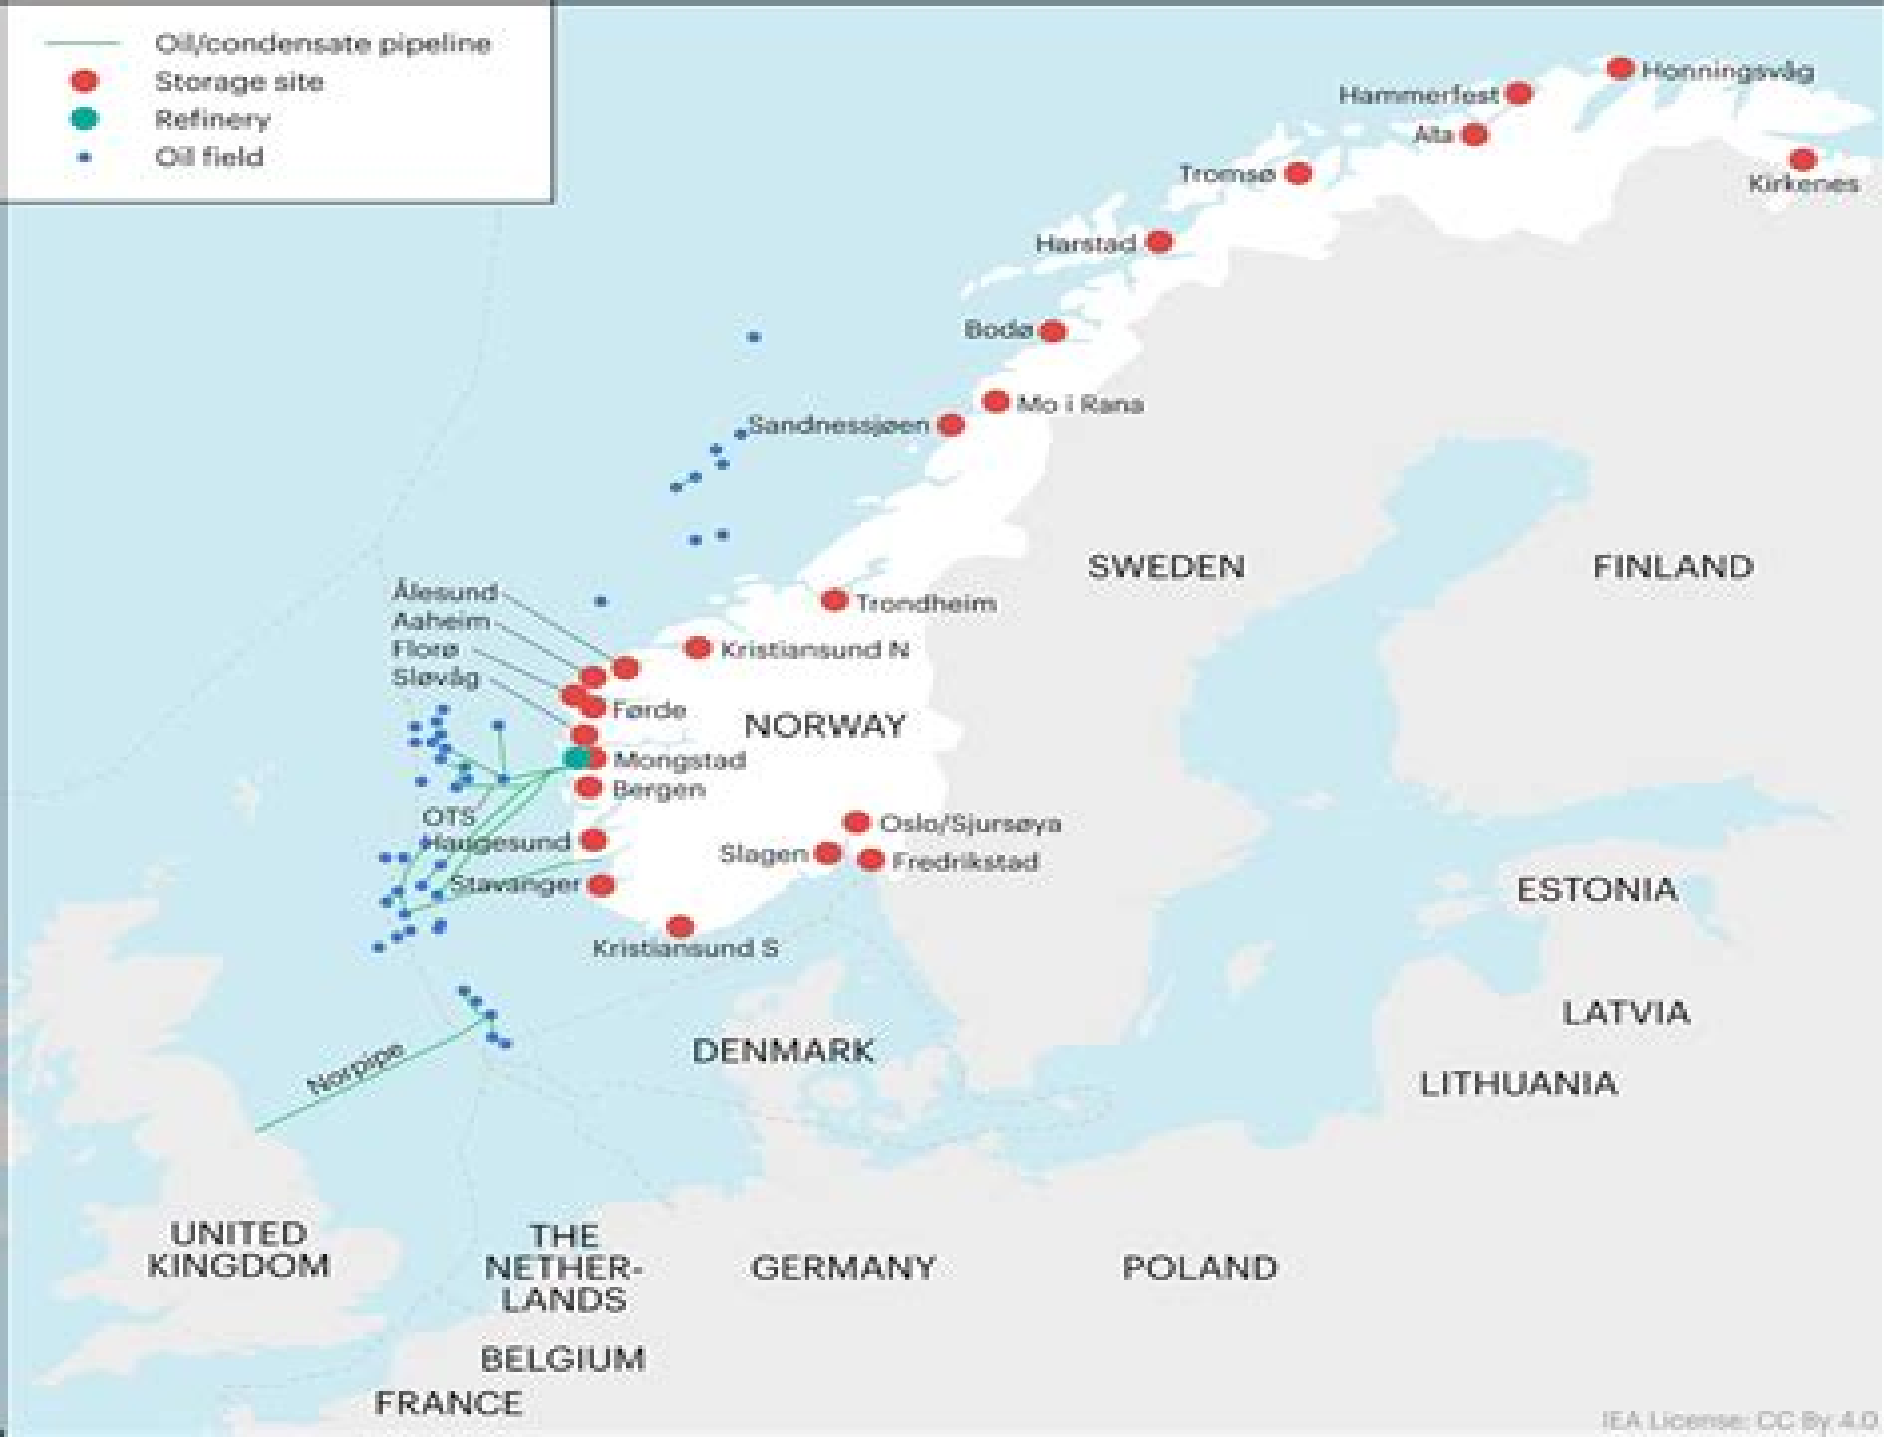 Oil/condensate pipeline
Storage site
Refinery
Oil field
Honningsvåg
Hammerfest
Alta
Kirkenes
Tromsø
Harstad
Bodø
Mo i Rana
Sandnessjøen
SWEDEN
FINLAND
Ålesund
Trondheim
Aaheim
Florø
Kristiansund N
Sløvåg
Førde
NORWAY
Mongstad
Bergen
OTS
Oslo/Sjursøya
Haugesund
Slagen
Fredrikstad
Stavanger
ESTONIA
Kristiansund S
LATVIA
Norpipe
DENMARK
LITHUANIA
UNITED
KINGDOM
THE
NETHER-
LANDS
GERMANY
POLAND
BELGIUM
FRANCE
IEA License: CC By 4.0